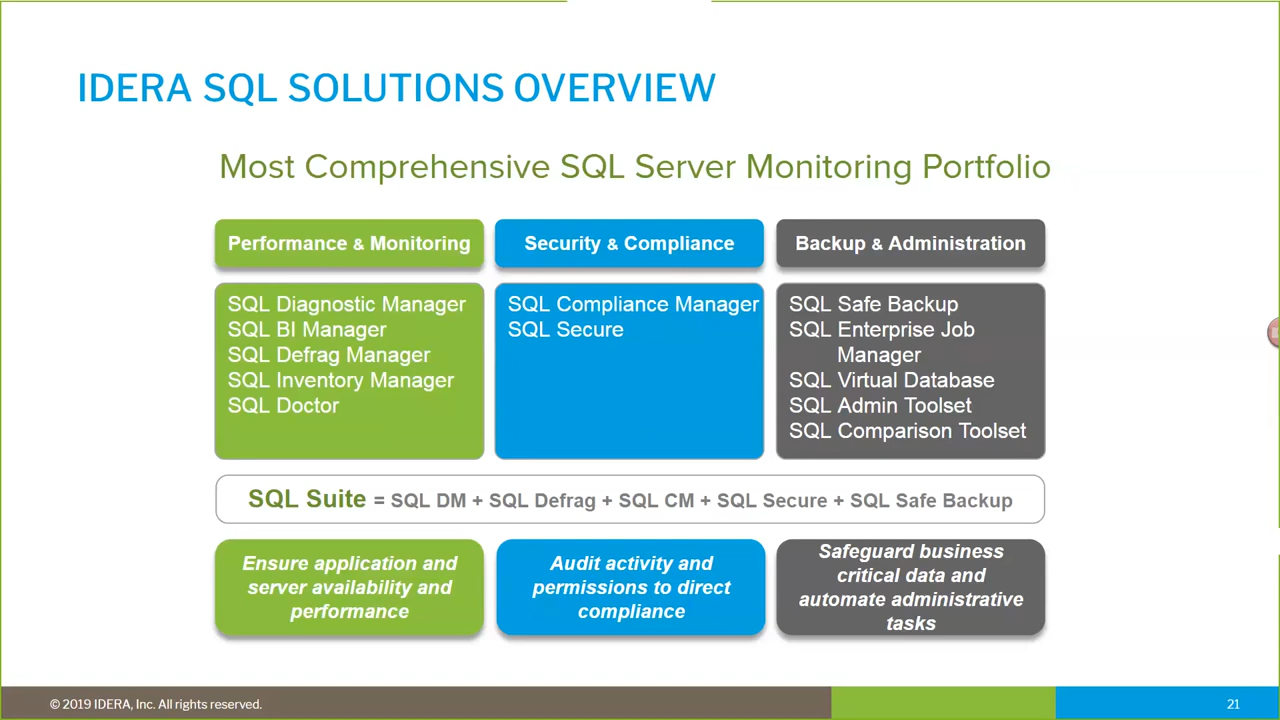 IDERA SQL SOLUTIONS OVERVIEW
Most Comprehensive SQL Server Monitoring Portfolio
Performance & Monitoring
SQL Diagnostic Manager
SQL BI Manager
SQL Defrag Manager
SQL Inventory Manager
SQL Doctor
Security & Compliance
SQL Compliance Manager
SQL Secure
Backup & Administration
SQL Safe Backup
SQL Enterprise Job
Manager
SQL Virtual Database
SQL Admin Toolset
SQL Comparison Toolset
SQL Suite = SQL DM + SQL Defrag + SQL CM + SQL Secure + SQL Safe Backup
Ensure application and
server availability and
performance
Audit activity and
permissions to direct
compliance
Safeguard business
critical data and
automate administrative
tasks
© 2019 IDERA, Inc. All rights reserved.
21